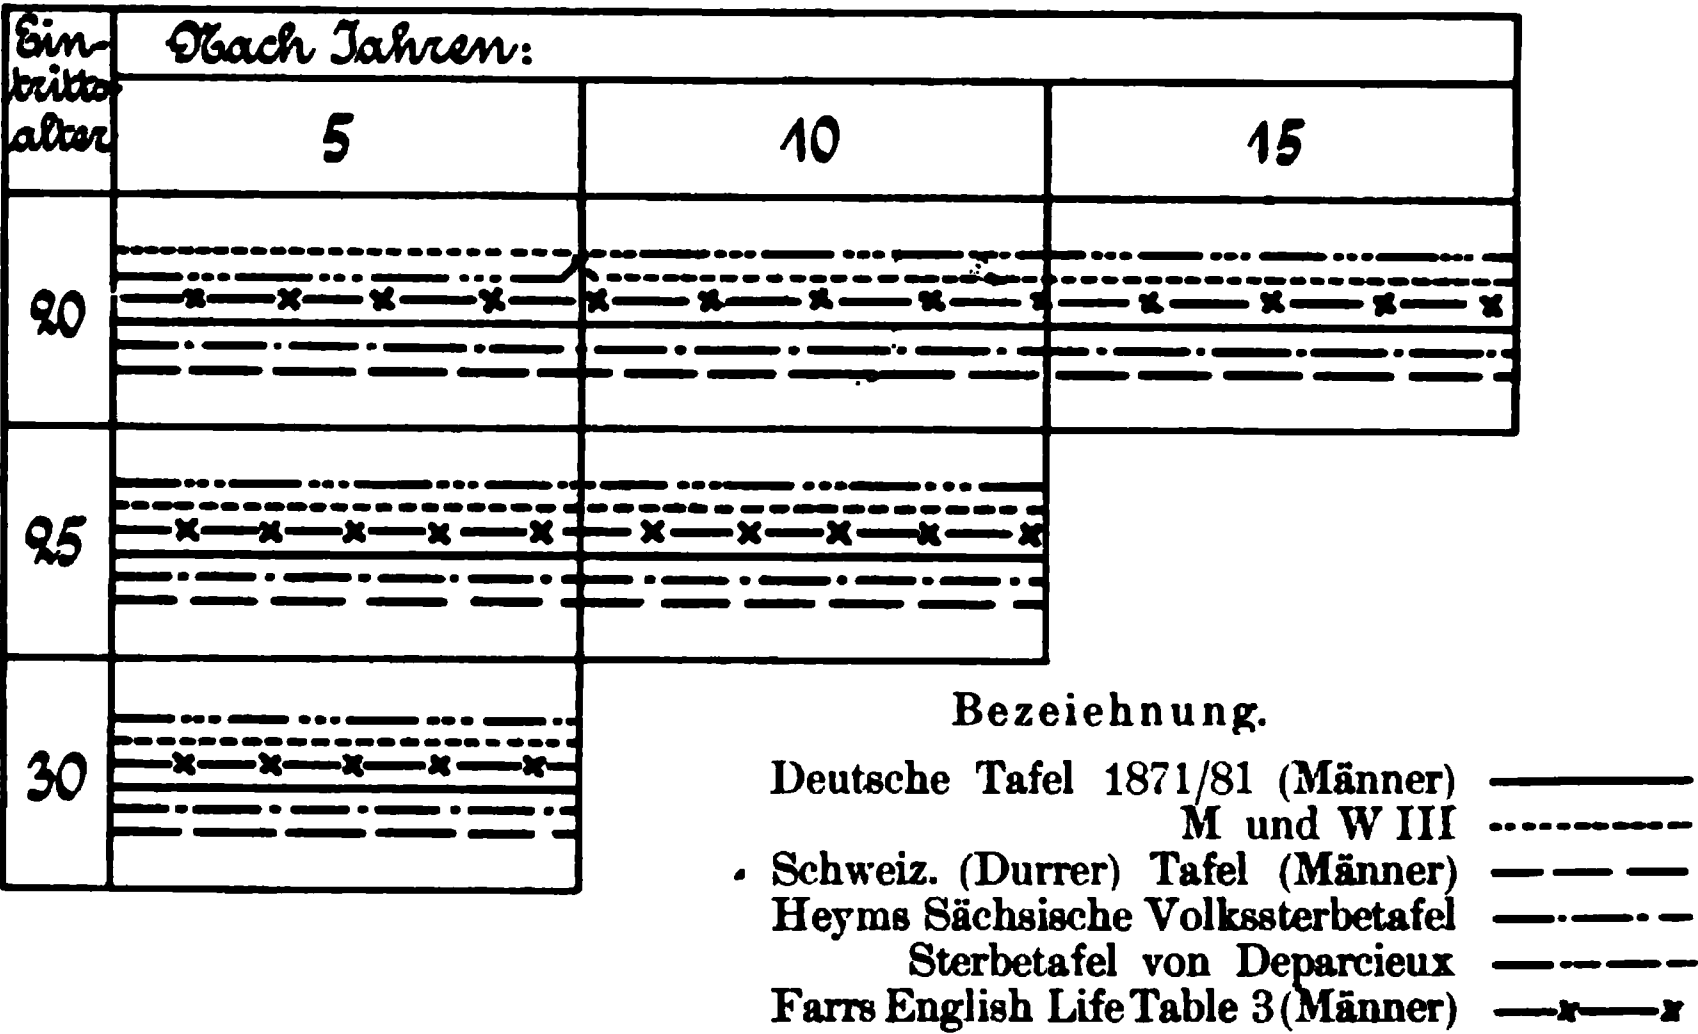 Ein-
tritts
alter
Nach Jahren:
5 10 15
20
25
30
Bezeiehnung.
Deutsche Tafel 1871/81 (Männer)
M und W III
Schweiz. (Durrer) Tafel (Männer)
Heyms Sächsische Volkssterbetafel
Sterbetafel von Deparcieux
Farrs English Life Table 3 (Männer)